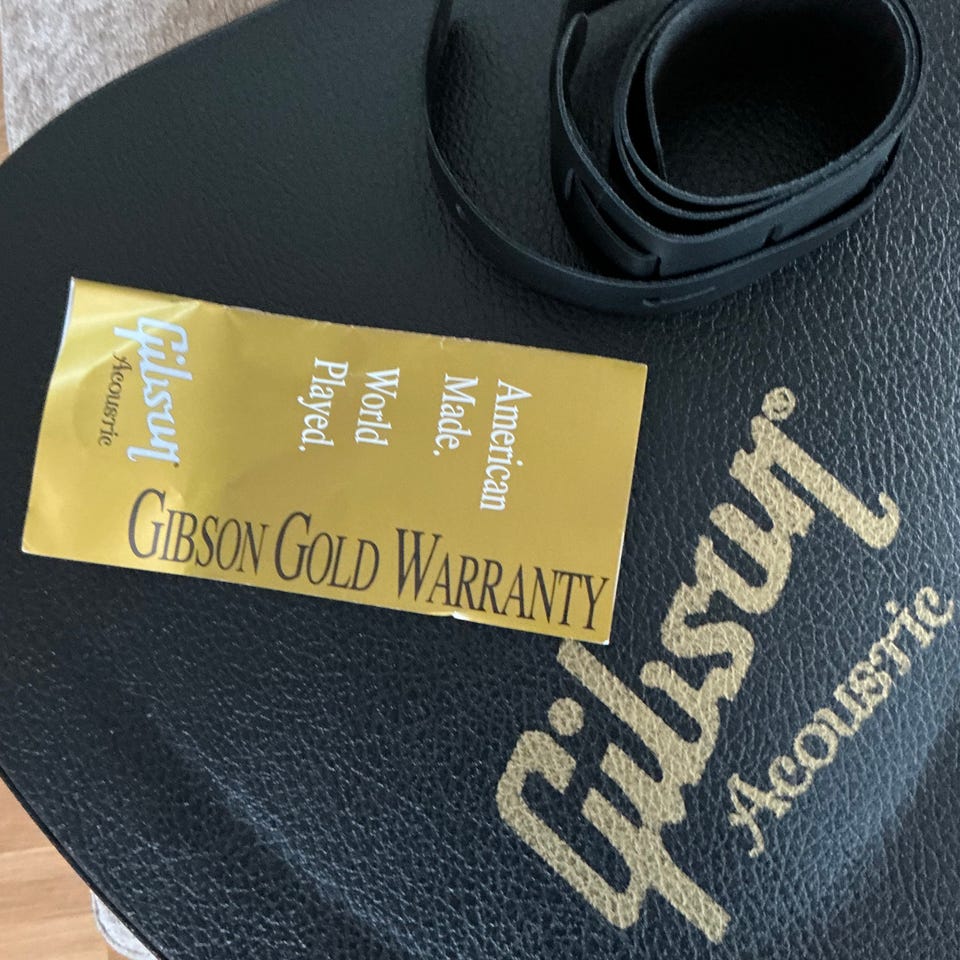 Gibson
Acoustic
American
Made.
World
Played.
GIBSON GOLD WARRANTY
Gibson®
Acoustic